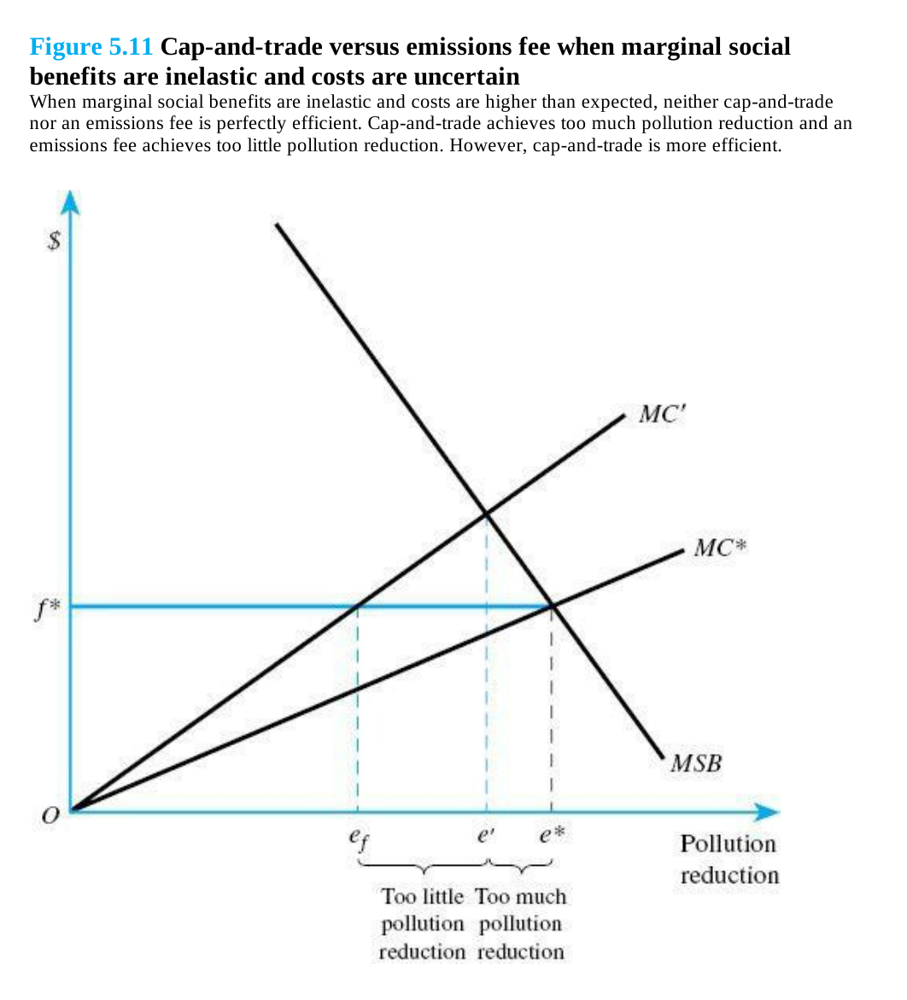 Figure 5.11 Cap-and-trade versus emissions fee when marginal social
benefits are inelastic and costs are uncertain
When marginal social benefits are inelastic and costs are higher than expected, neither cap-and-trade
nor an emissions fee is perfectly efficient. Cap-and-trade achieves too much pollution reduction and an
emissions fee achieves too little pollution reduction. However, cap-and-trade is more efficient.
$
MC'
MC*
f*
MSB
O
ef
e'
e*
Pollution
reduction
Too little
pollution
reduction
Too much
pollution
reduction